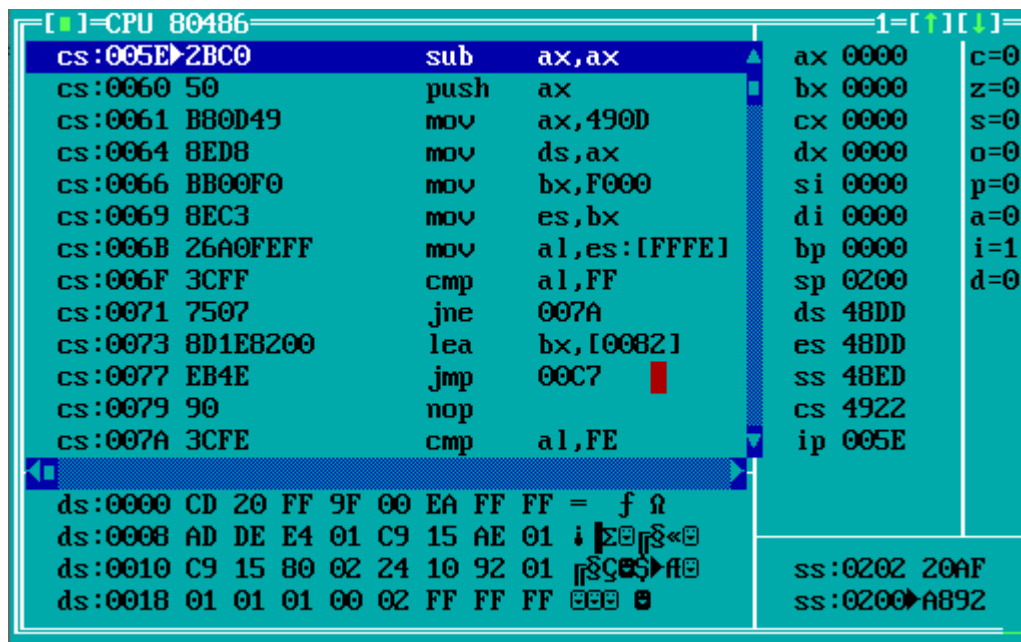 [■]=CPU 80486 1=[↑][↓]=
cs:005E▶2BC0 sub ax,ax ax 0000 c=0
cs:0060 50 push ax bx 0000 z=0
cs:0061 B80D49 mov ax,490D cx 0000 s=0
cs:0064 8ED8 mov ds,ax dx 0000 o=0
cs:0066 BB00F0 mov bx,F000 si 0000 p=0
cs:0069 8EC3 mov es,bx di 0000 a=0
cs:006B 26A0FEFF mov al,es:[FFFE] bp 0000 i=1
cs:006F 3CFF cmp al,FF sp 0200 d=0
cs:0071 7507 jne 007A ds 48DD
cs:0073 8D1E8200 lea bx,[0082] es 48DD
cs:0077 EB4E jmp 00C7 ss 48ED
cs:0079 90 nop cs 4922
cs:007A 3CFE cmp al,FE ip 005E
ds:0000 CD 20 FF 9F 00 EA FF FF = ƒ Ω
ds:0008 AD DE E4 01 C9 15 AE 01 ¡▐Σ☺╔§«☺
ds:0010 C9 15 80 02 24 10 92 01 ╔§Ç☻$►Æ☺ ss:0202 20AF
ds:0018 01 01 01 00 02 FF FF FF ☺☺☺ ☻ ss:0200▶A892